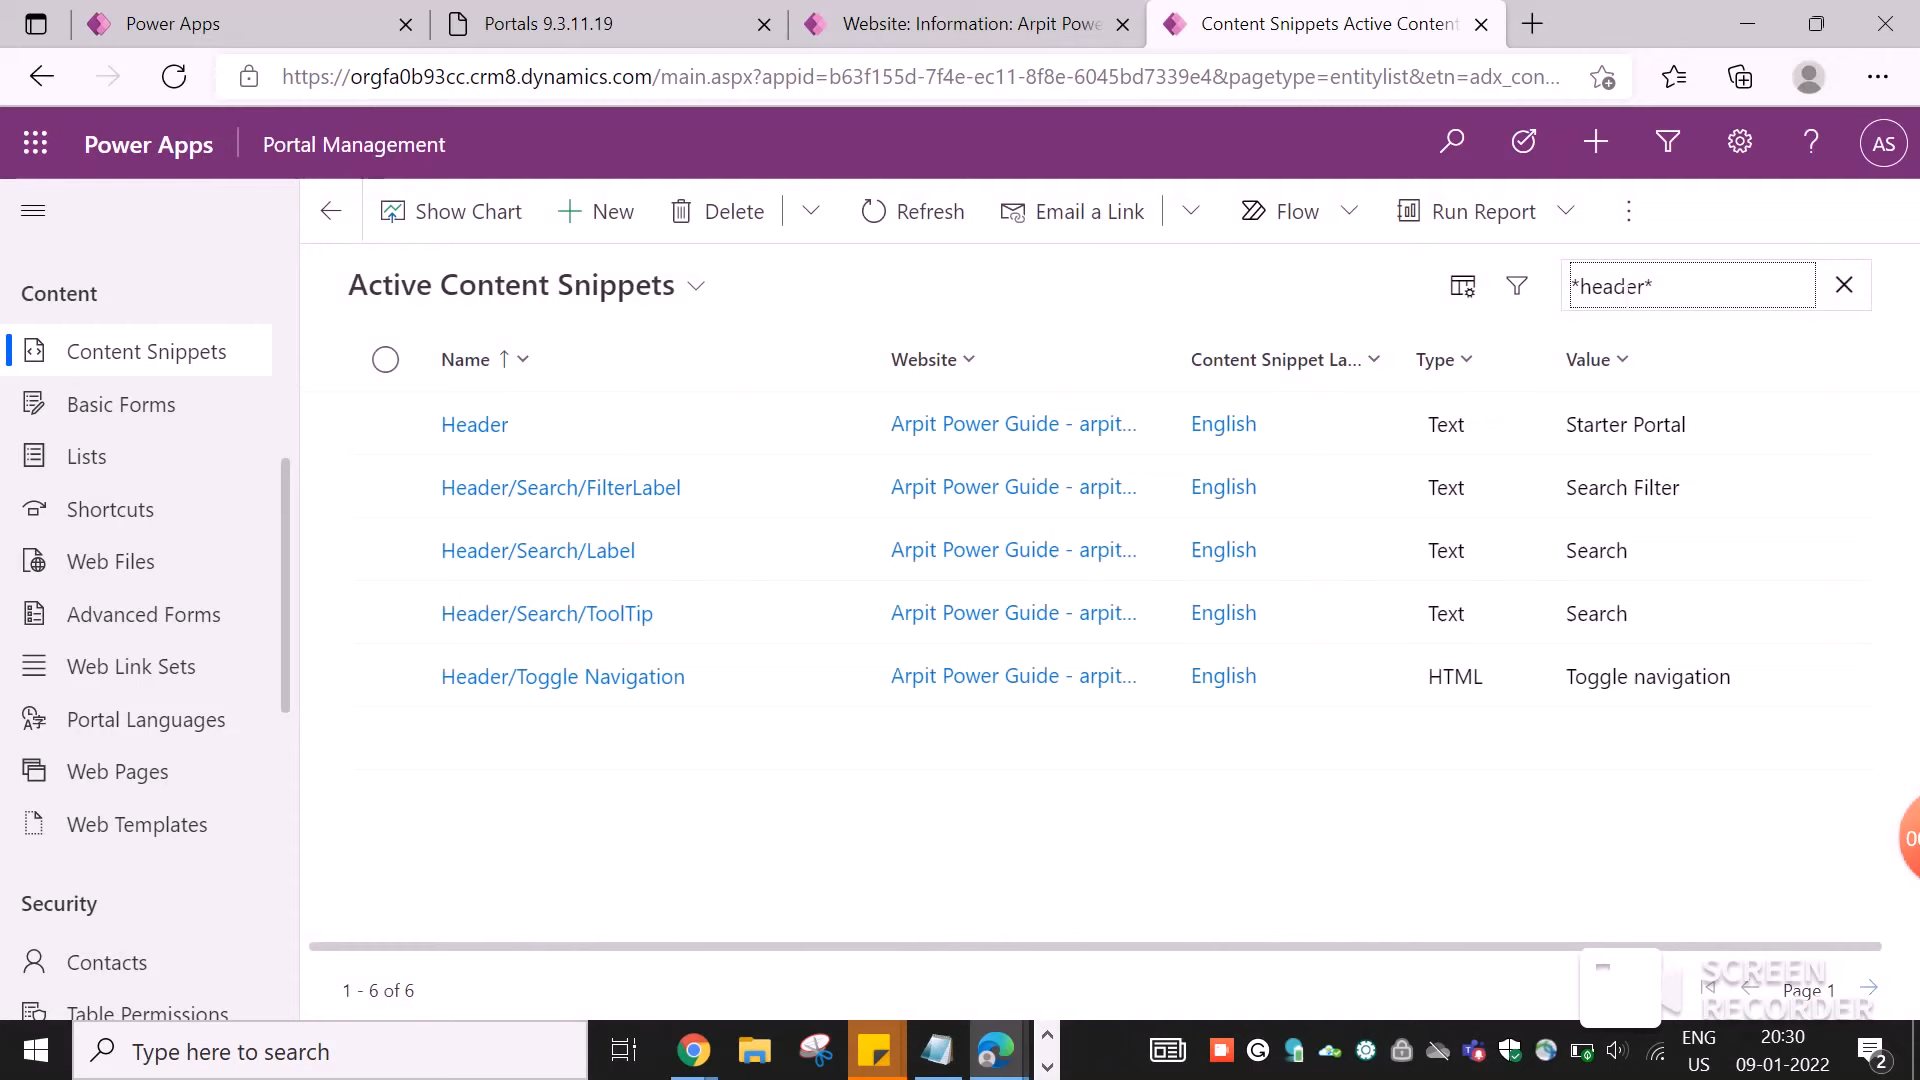 Power Apps
Portals 9.3.11.19
Website: Information: Arpit Powe
Content Snippets Active Content
https://orgfa0b93cc.crm8.dynamics.com/main.aspx?appid=b63f155d-7f4e-ec11-8f8e-6045bd7339e4&pagetype=entitylist&etn=adx_con...
Power Apps
Portal Management
AS
Show Chart
New
Delete
Refresh
Email a Link
Flow
Run Report
Content
Content Snippets
Basic Forms
Lists
Shortcuts
Web Files
Advanced Forms
Web Link Sets
Portal Languages
Web Pages
Web Templates
Security
Contacts
Table Permissions
Active Content Snippets
*header*
Name Website Content Snippet La... Type Value
Header Arpit Power Guide - arpit... English Text Starter Portal
Header/Search/FilterLabel Arpit Power Guide - arpit... English Text Search Filter
Header/Search/Label Arpit Power Guide - arpit... English Text Search
Header/Search/ToolTip Arpit Power Guide - arpit... English Text Search
Header/Toggle Navigation Arpit Power Guide - arpit... English HTML Toggle navigation
00
1 - 6 of 6
Page 1
SCREEN
RECORDER
Type here to search
ENG
US
20:30
09-01-2022
2